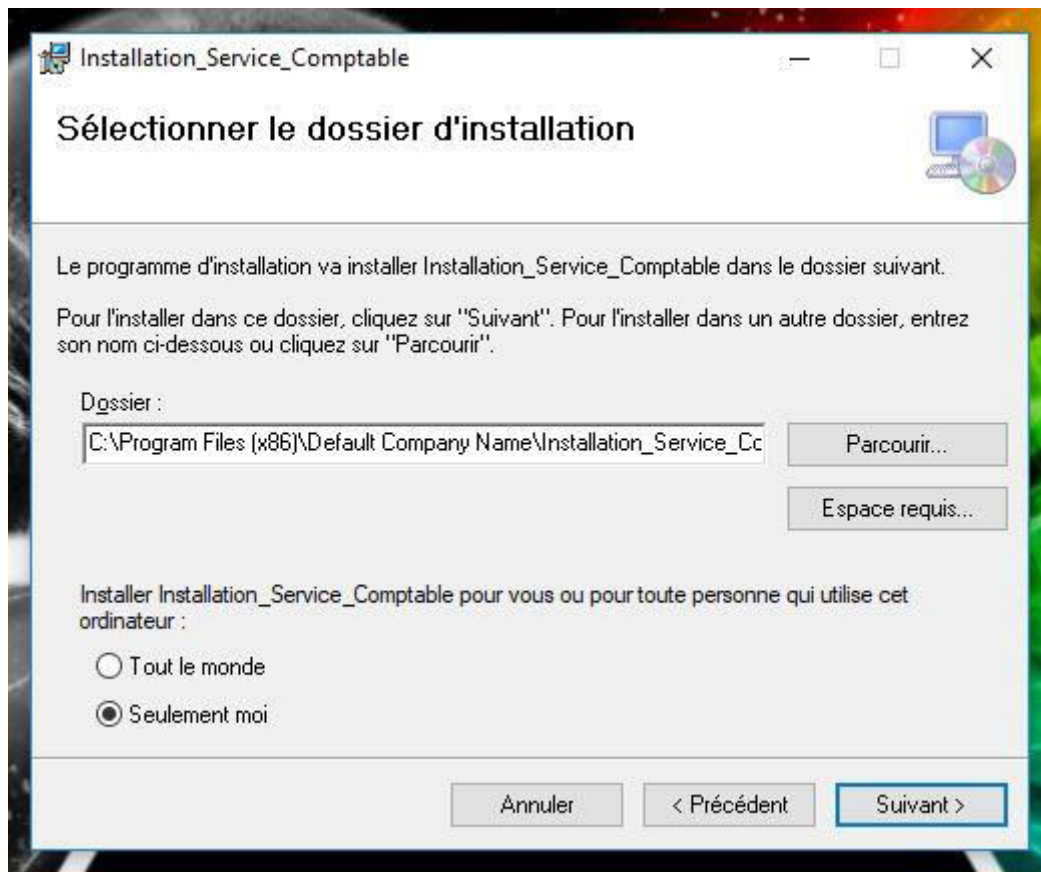 Installation_Service_Comptable
Sélectionner le dossier d'installation
Le programme d'installation va installer Installation_Service_Comptable dans le dossier suivant.
Pour l'installer dans ce dossier, cliquez sur "Suivant". Pour l'installer dans un autre dossier, entrez
son nom ci-dessous ou cliquez sur "Parcourir".
Dossier :
C:\Program Files (x86)\Default Company Name\Installation_Service_Cc
Parcourir...
Espace requis...
Installer Installation_Service_Comptable pour vous ou pour toute personne qui utilise cet
ordinateur :
Tout le monde
Seulement moi
Annuler
< Précédent
Suivant >